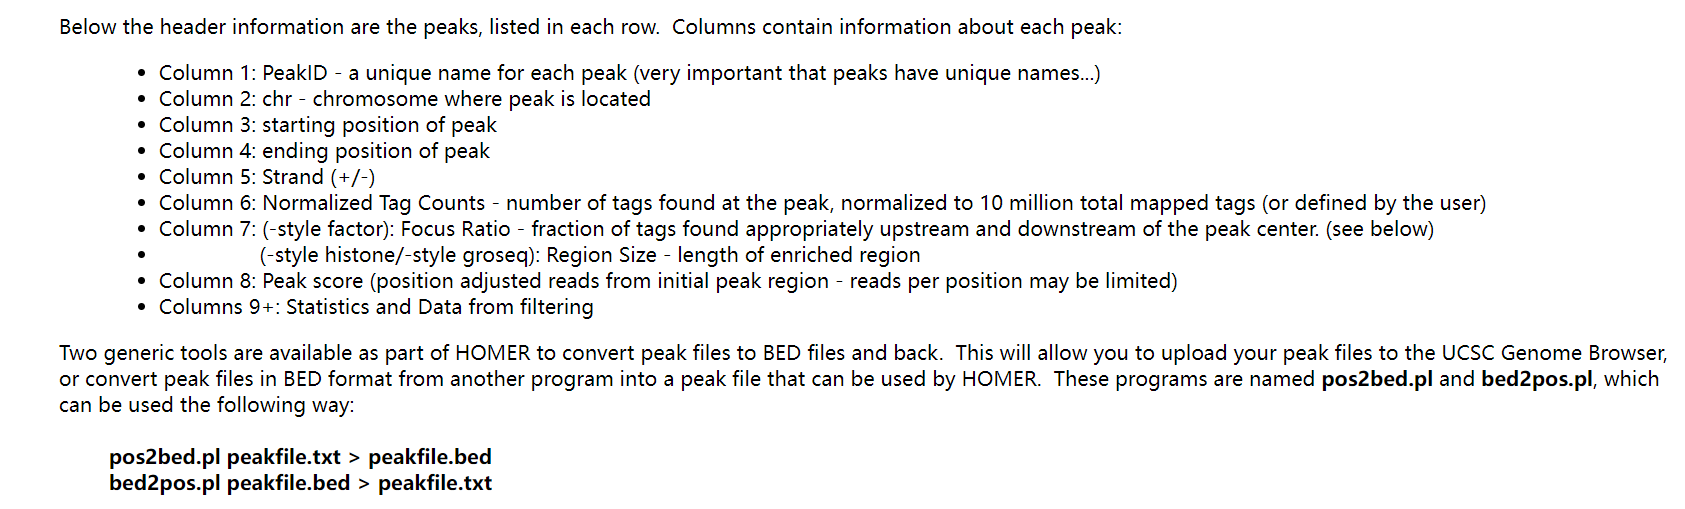 Below the header information are the peaks, listed in each row.  Columns contain information about each peak:
• Column 1: PeakID - a unique name for each peak (very important that peaks have unique names...)
• Column 2: chr - chromosome where peak is located
• Column 3: starting position of peak
• Column 4: ending position of peak
• Column 5: Strand (+/-)
• Column 6: Normalized Tag Counts - number of tags found at the peak, normalized to 10 million total mapped tags (or defined by the user)
• Column 7: (-style factor): Focus Ratio - fraction of tags found appropriately upstream and downstream of the peak center. (see below)
• (-style histone/-style groseq): Region Size - length of enriched region
• Column 8: Peak score (position adjusted reads from initial peak region - reads per position may be limited)
• Columns 9+: Statistics and Data from filtering
Two generic tools are available as part of HOMER to convert peak files to BED files and back.  This will allow you to upload your peak files to the UCSC Genome Browser,
or convert peak files in BED format from another program into a peak file that can be used by HOMER.  These programs are named pos2bed.pl and bed2pos.pl, which
can be used the following way:
pos2bed.pl peakfile.txt > peakfile.bed
bed2pos.pl peakfile.bed > peakfile.txt